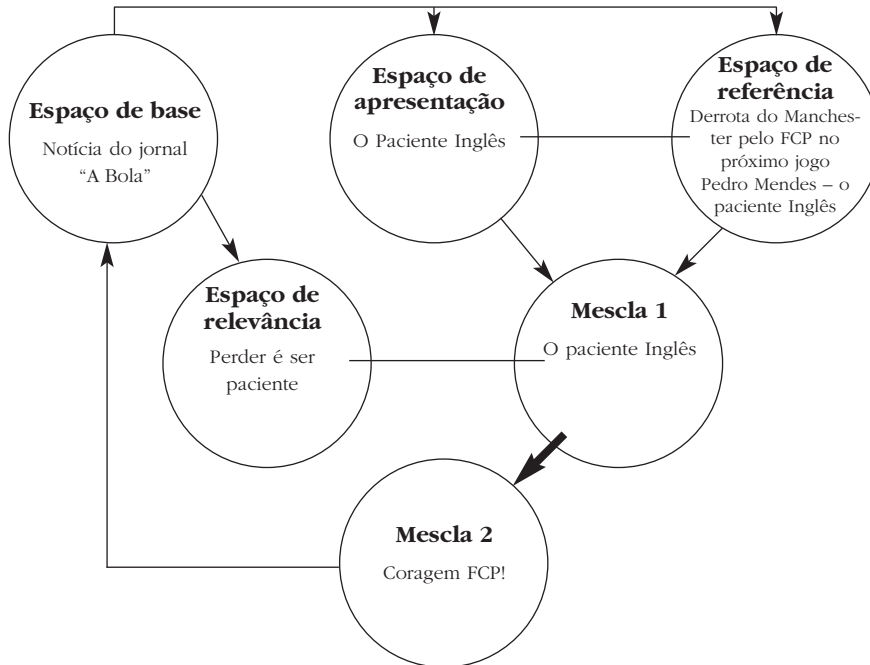 Espaço de base
Notícia do jornal
“A Bola”
Espaço de
apresentação
O Paciente Inglês
Espaço de
referência
Derrota do Manches-
ter pelo FCP no
próximo jogo
Pedro Mendes – o
paciente Inglês
Espaço de
relevância
Perder é ser
paciente
Mescla 1
O paciente Inglês
Mescla 2
Coragem FCP!